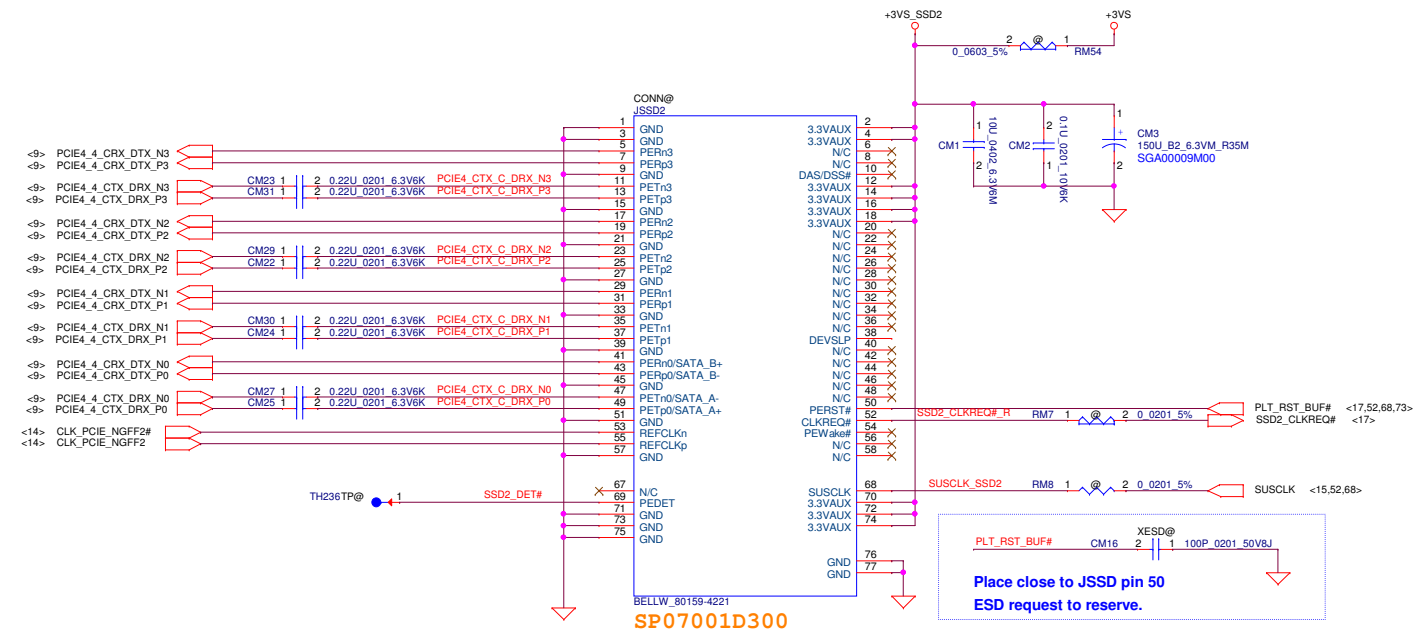 +3VS_SSD2 +3VS
2 @ 1
0_0603_5% RM54
CONN@
JSSD2
1 GND
3 GND
5 PERn3
7 PERp3
9 GND
11 PETn3
13 PETp3
15 GND
17 PERn2
19 PERp2
21 GND
23 PETn2
25 PETp2
27 GND
29 PERn1
31 PERp1
33 GND
35 PETn1
37 PETp1
39 GND
41 PERn0/SATA_B+
43 PERp0/SATA_B-
45 GND
47 PETn0/SATA_A-
49 PETp0/SATA_A+
51 GND
53 REFCLKn
55 REFCLKp
57 GND
67 N/C
69 PEDET
71 GND
73 GND
75 GND
3.3VAUX 2
3.3VAUX 4
N/C 6
N/C 8
DAS/DSS# 10
3.3VAUX 12
3.3VAUX 14
3.3VAUX 16
3.3VAUX 18
N/C 20
N/C 22
N/C 24
N/C 26
N/C 28
N/C 30
N/C 32
N/C 34
N/C 36
DEVSLP 38
N/C 40
N/C 42
N/C 44
N/C 46
N/C 48
PERST# 50
CLKREQ# 52
PEWake# 54
N/C 56
N/C 58
SUSCLK 68
3.3VAUX 70
3.3VAUX 72
3.3VAUX 74
GND 76
GND 77
BELLW_80159-4221
SP07001D300
<9> PCIE4_4_CRX_DTX_N3
<9> PCIE4_4_CRX_DTX_P3
<9> PCIE4_4_CTX_DRX_N3 CM23 1 2 0.22U_0201_6.3V6K PCIE4_CTX_C_DRX_N3
<9> PCIE4_4_CTX_DRX_P3 CM31 1 2 0.22U_0201_6.3V6K PCIE4_CTX_C_DRX_P3
<9> PCIE4_4_CRX_DTX_N2
<9> PCIE4_4_CRX_DTX_P2
<9> PCIE4_4_CTX_DRX_N2 CM29 1 2 0.22U_0201_6.3V6K PCIE4_CTX_C_DRX_N2
<9> PCIE4_4_CTX_DRX_P2 CM22 1 2 0.22U_0201_6.3V6K PCIE4_CTX_C_DRX_P2
<9> PCIE4_4_CRX_DTX_N1
<9> PCIE4_4_CRX_DTX_P1
<9> PCIE4_4_CTX_DRX_N1 CM30 1 2 0.22U_0201_6.3V6K PCIE4_CTX_C_DRX_N1
<9> PCIE4_4_CTX_DRX_P1 CM24 1 2 0.22U_0201_6.3V6K PCIE4_CTX_C_DRX_P1
<9> PCIE4_4_CRX_DTX_N0
<9> PCIE4_4_CRX_DTX_P0
<9> PCIE4_4_CTX_DRX_N0 CM27 1 2 0.22U_0201_6.3V6K PCIE4_CTX_C_DRX_N0
<9> PCIE4_4_CTX_DRX_P0 CM25 1 2 0.22U_0201_6.3V6K PCIE4_CTX_C_DRX_P0
<14> CLK_PCIE_NGFF2#
<14> CLK_PCIE_NGFF2
TH236TP@ 1 SSD2_DET#
1 CM1 2 10U_0402_6.3V6M
2 CM2 1 0.1U_0201_10V6K
1 + CM3
150U_B2_6.3VM_R35M
SGA00009M00
2
PLT_RST_BUF# <17,52,68,73>
SSD2_CLKREQ#_R RM7 1 @ 2 0_0201_5% SSD2_CLKREQ# <17>
SUSCLK_SSD2 RM8 1 @ 2 0_0201_5% SUSCLK <15,52,68>
XESD@
PLT_RST_BUF# CM16 2 1 100P_0201_50V8J
Place close to JSSD pin 50
ESD request to reserve.